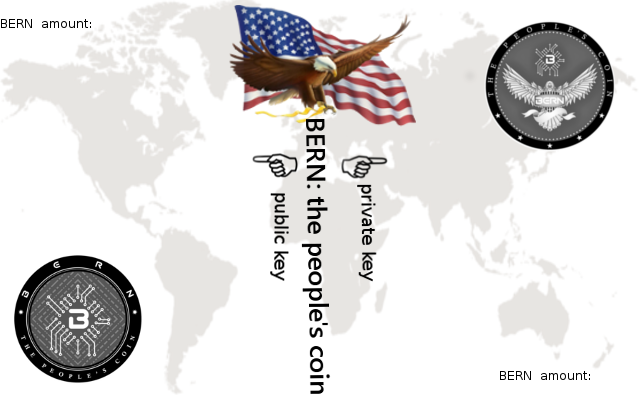 BERN amount:
THE PEOPLE'S COIN
B
BERN
BERN: the people's coin
public key
private key
BERN
B
THE PEOPLE'S COIN
BERN amount: